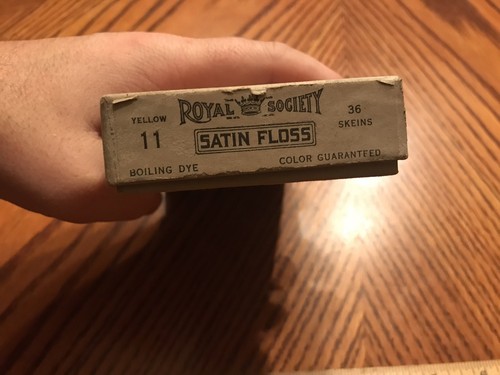 ROYAL SOCIETY
YELLOW
11
36
SKEINS
SATIN FLOSS
BOILING DYE
COLOR GUARANTEED